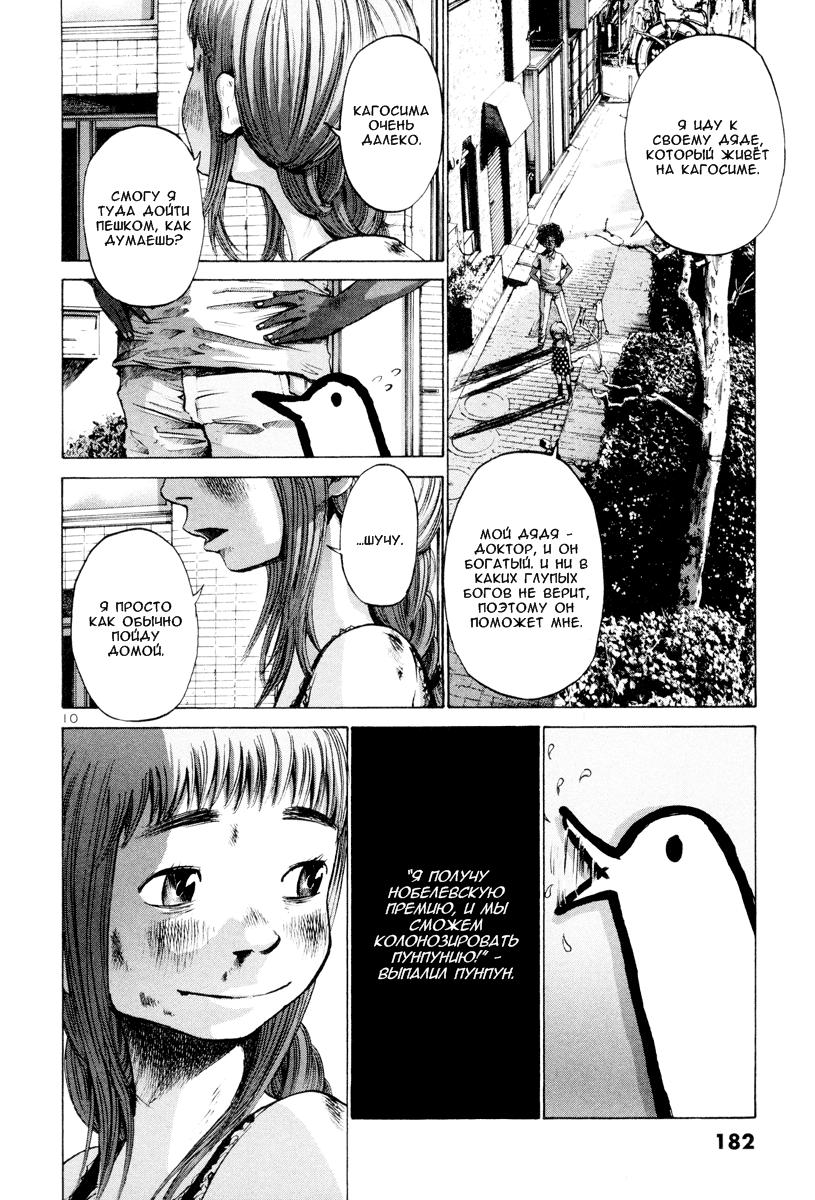 Я ИДУ К
СВОЕМУ ДЯДЕ,
КОТОРЫЙ ЖИВЁТ
НА КАГОСИМЕ.
МОЙ ДЯДЯ -
ДОКТОР, И ОН
БОГАТЫЙ. И НИ В
КАКИХ ГЛУПЫХ
БОГОВ НЕ ВЕРИТ,
ПОЭТОМУ ОН
ПОМОЖЕТ МНЕ.
КАГОСИМА
ОЧЕНЬ
ДАЛЕКО.
СМОГУ Я
ТУДА ДОЙТИ
ПЕШКОМ, КАК
ДУМАЕШЬ?
...ШУЧУ.
Я ПРОСТО
КАК ОБЫЧНО
ПОЙДУ
ДОМОЙ.
10
"Я ПОЛУЧУ
НОБЕЛЕВСКУЮ
ПРЕМИЮ, И МЫ
СМОЖЕМ
КОЛОНОЗИРОВАТЬ
ПУНПУНИЮ!" -
ВЫПАЛИЛ ПУНПУН.
182